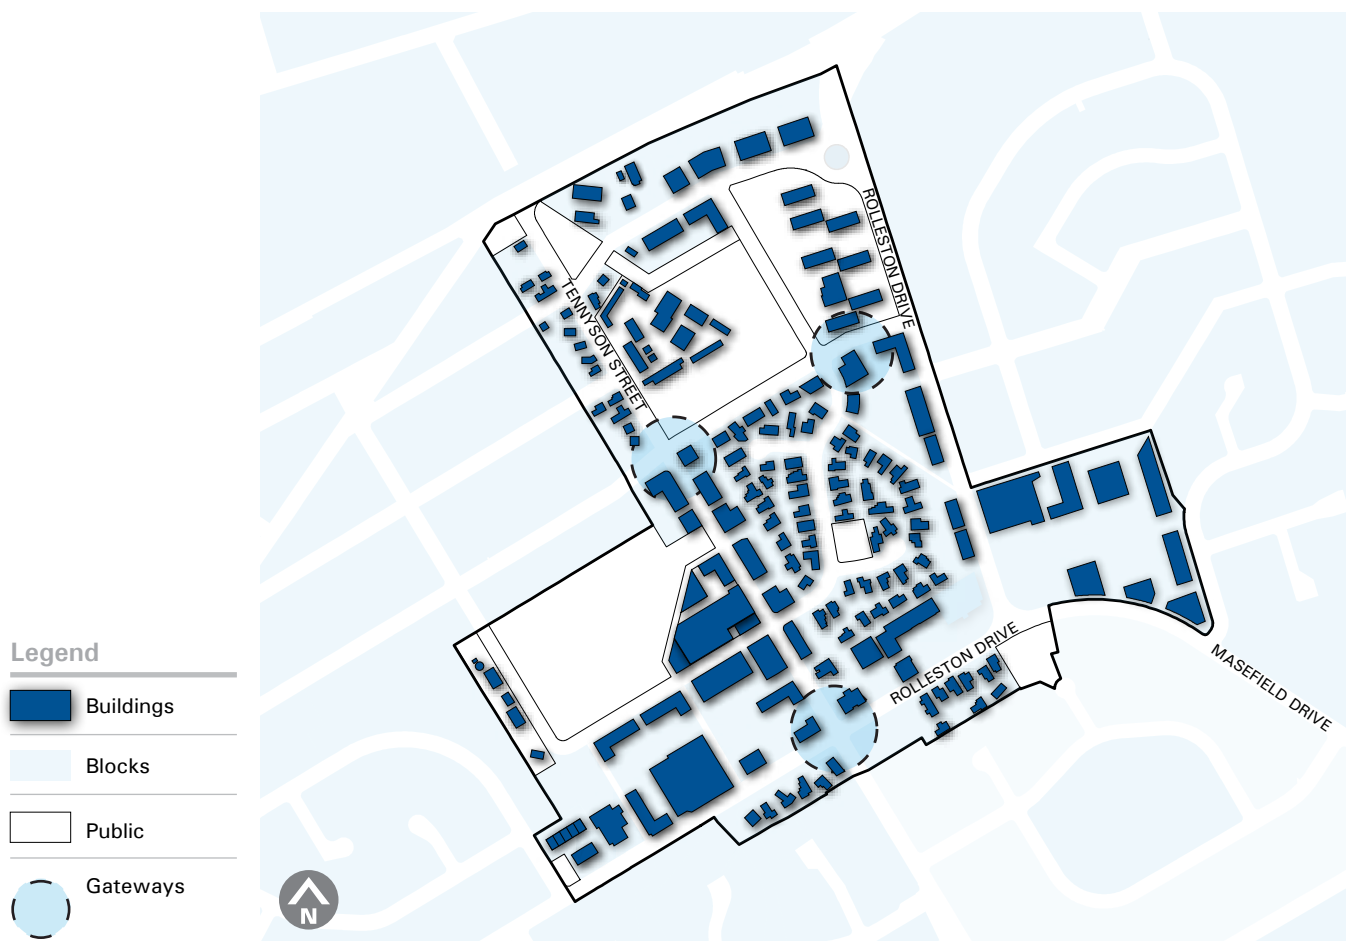 ROLLESTON DRIVE
TENNYSON STREET
ROLLESTON DRIVE
MASEFIELD DRIVE
Legend
Buildings
Blocks
Public
Gateways
N